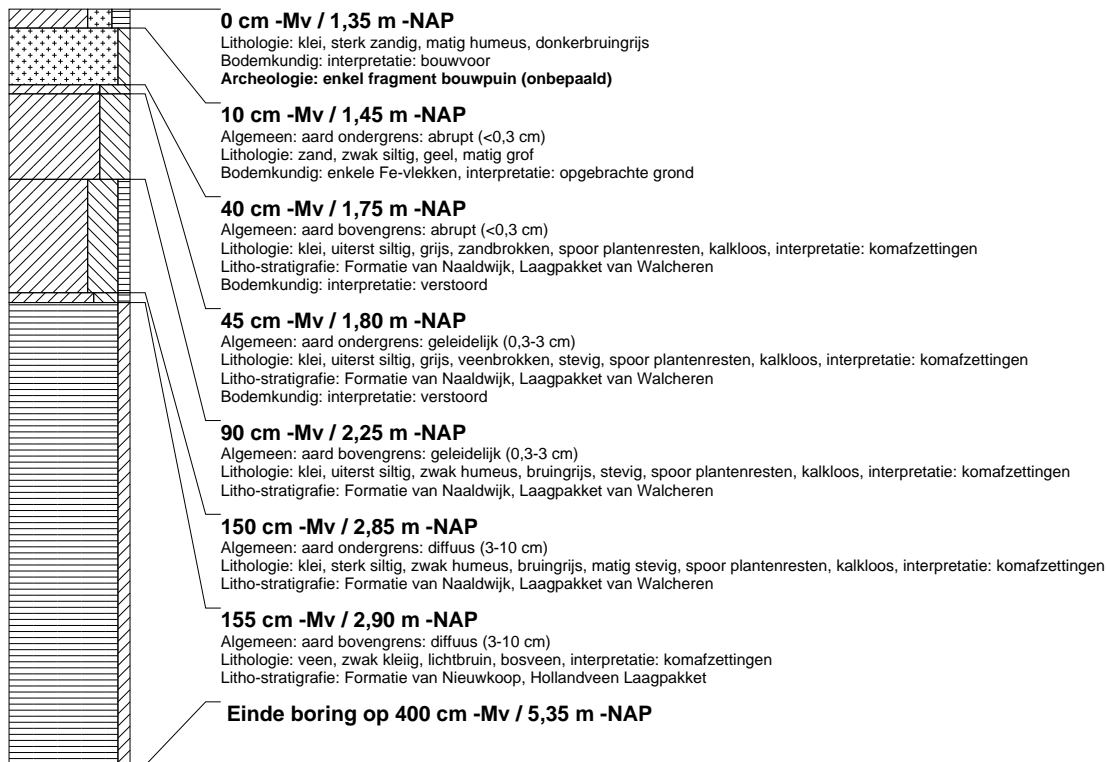 0 cm -Mv / 1,35 m -NAP
Lithologie: klei, sterk zandig, matig humeus, donkerbruingrijs
Bodemkundig: interpretatie: bouwvoor
Archeologie: enkel fragment bouwpuin (onbepaald)
10 cm -Mv / 1,45 m -NAP
Algemeen: aard ondergrens: abrupt (<0,3 cm)
Lithologie: zand, zwak siltig, geel, matig grof
Bodemkundig: enkele Fe-vlekken, interpretatie: opgebrachte grond
40 cm -Mv / 1,75 m -NAP
Algemeen: aard bovengrens: abrupt (<0,3 cm)
Lithologie: klei, uiterst siltig, grijs, zandbrokken, spoor plantenresten, kalkloos, interpretatie: komafzettingen
Litho-stratigrafie: Formatie van Naaldwijk, Laagpakket van Walcheren
Bodemkundig: interpretatie: verstoord
45 cm -Mv / 1,80 m -NAP
Algemeen: aard ondergrens: geleidelijk (0,3-3 cm)
Lithologie: klei, uiterst siltig, grijs, veenbrokken, stevig, spoor plantenresten, kalkloos, interpretatie: komafzettingen
Litho-stratigrafie: Formatie van Naaldwijk, Laagpakket van Walcheren
Bodemkundig: interpretatie: verstoord
90 cm -Mv / 2,25 m -NAP
Algemeen: aard bovengrens: geleidelijk (0,3-3 cm)
Lithologie: klei, uiterst siltig, zwak humeus, bruingrijs, stevig, spoor plantenresten, kalkloos, interpretatie: komafzettingen
Litho-stratigrafie: Formatie van Naaldwijk, Laagpakket van Walcheren
150 cm -Mv / 2,85 m -NAP
Algemeen: aard ondergrens: diffuus (3-10 cm)
Lithologie: klei, sterk siltig, zwak humeus, bruingrijs, matig stevig, spoor plantenresten, kalkloos, interpretatie: komafzettingen
Litho-stratigrafie: Formatie van Naaldwijk, Laagpakket van Walcheren
155 cm -Mv / 2,90 m -NAP
Algemeen: aard bovengrens: diffuus (3-10 cm)
Lithologie: veen, zwak kleiig, lichtbruin, bosveen, interpretatie: komafzettingen
Litho-stratigrafie: Formatie van Nieuwkoop, Hollandveen Laagpakket
Einde boring op 400 cm -Mv / 5,35 m -NAP